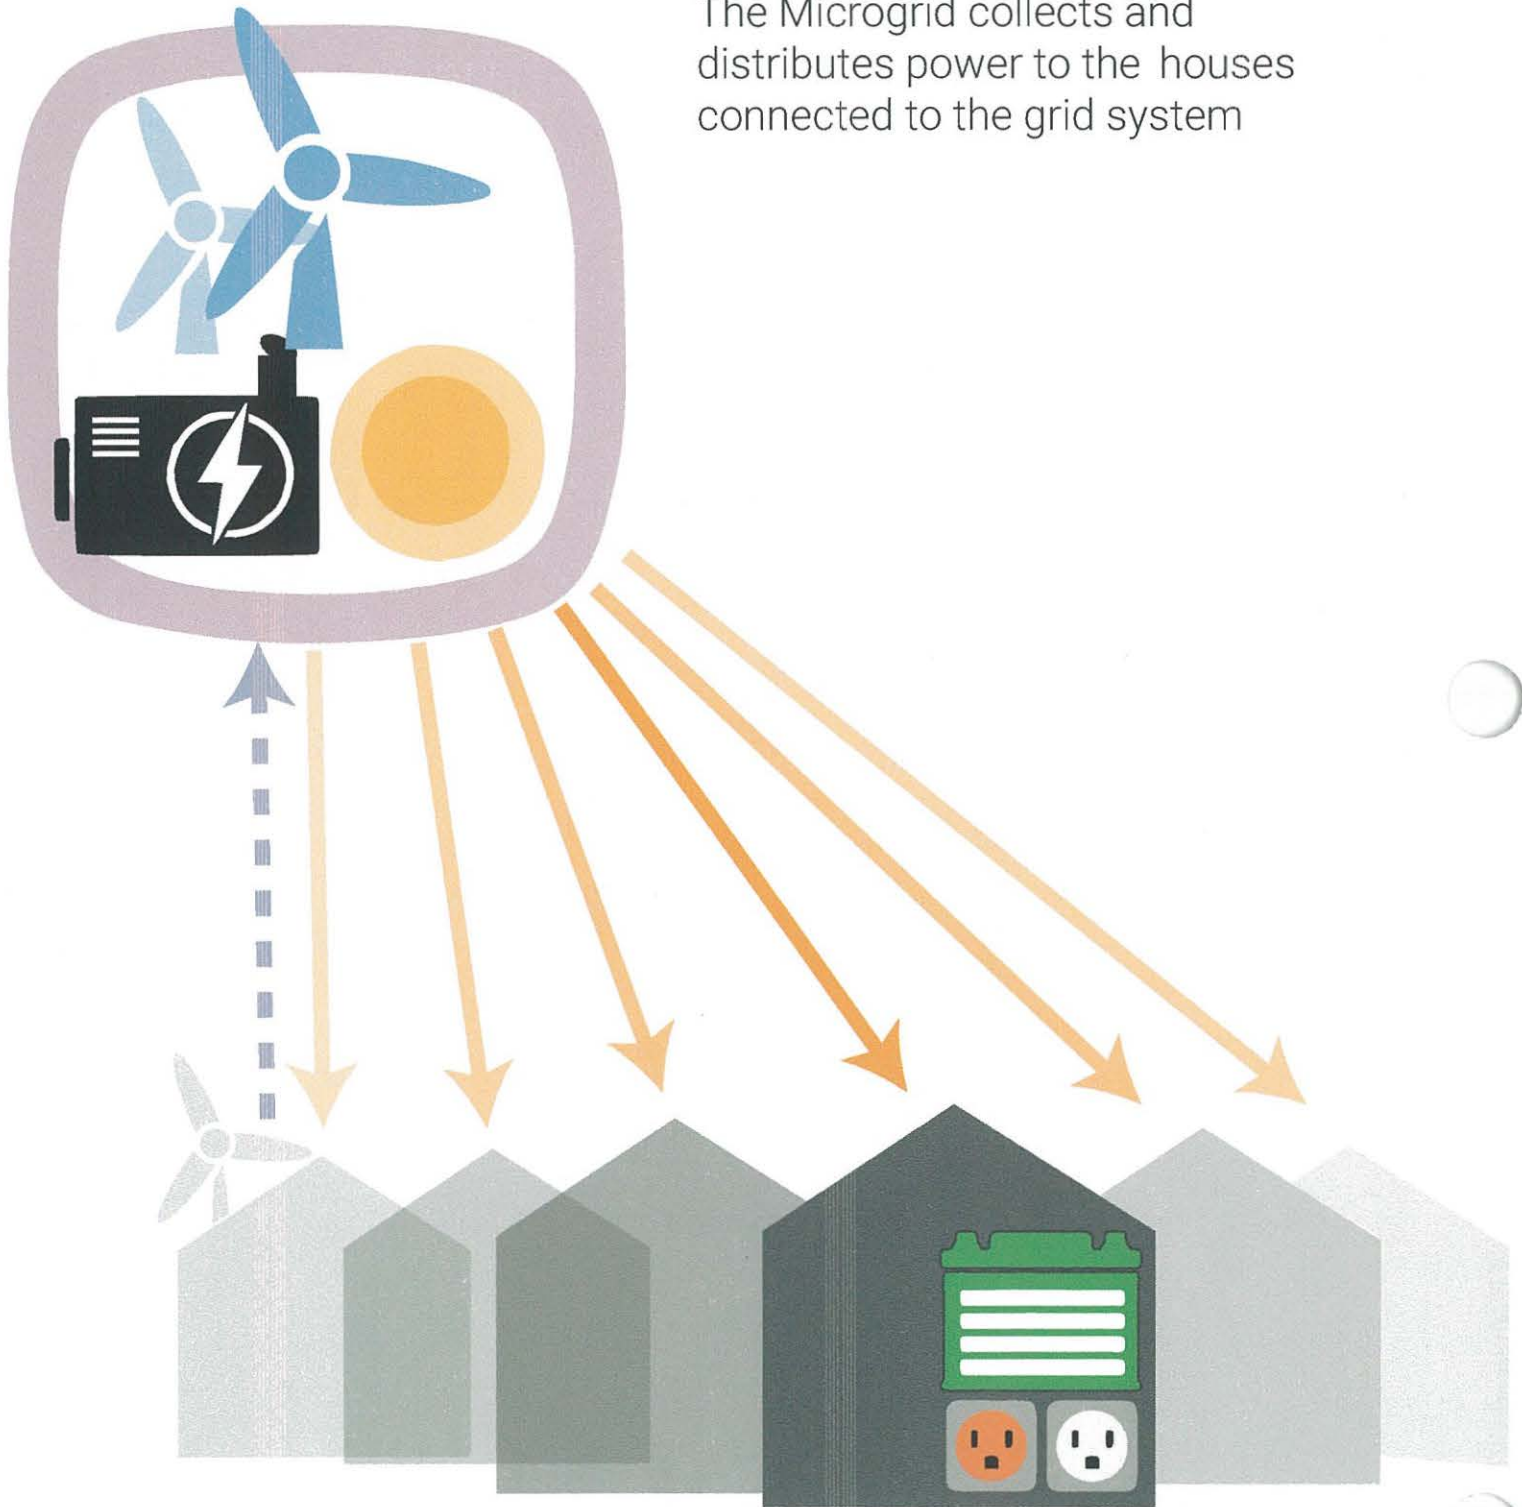 The Microgrid collects and
distributes power to the houses
connected to the grid system